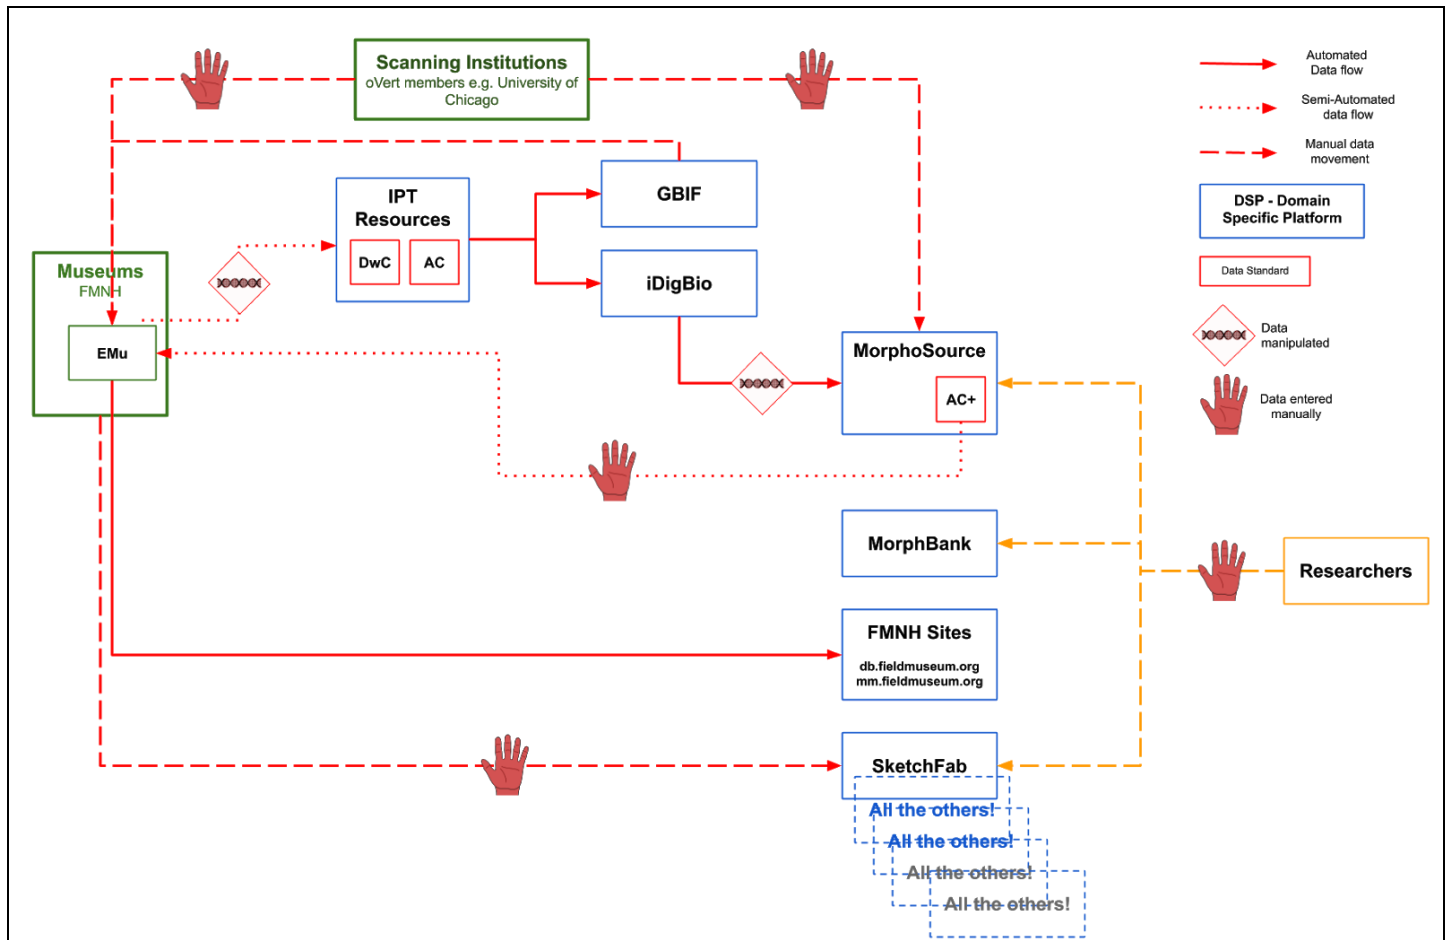 Scanning Institutions
oVert members e.g. University of
Chicago
Automated
Data flow
Semi-Automated
data flow
Manual data
movement
DSP - Domain
Specific Platform
Data Standard
Data
manipulated
Data entered
manually
IPT
Resources
DwC
AC
GBIF
iDigBio
Museums
FMNH
EMu
MorphoSource
AC+
MorphBank
Researchers
FMNH Sites
db.fieldmuseum.org
mm.fieldmuseum.org
SketchFab
All the others!
All the others!
All the others!
All the others!